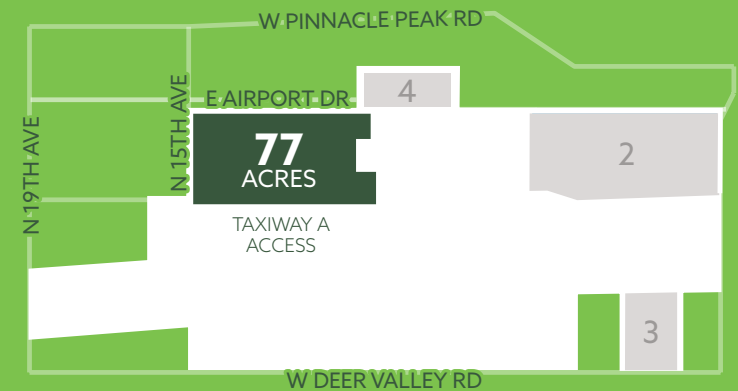 W PINNACLE PEAK RD
4
E AIRPORT DR
N 15TH AVE
N 19TH AVE
77
ACRES
2
TAXIWAY A
ACCESS
3
W DEER VALLEY RD